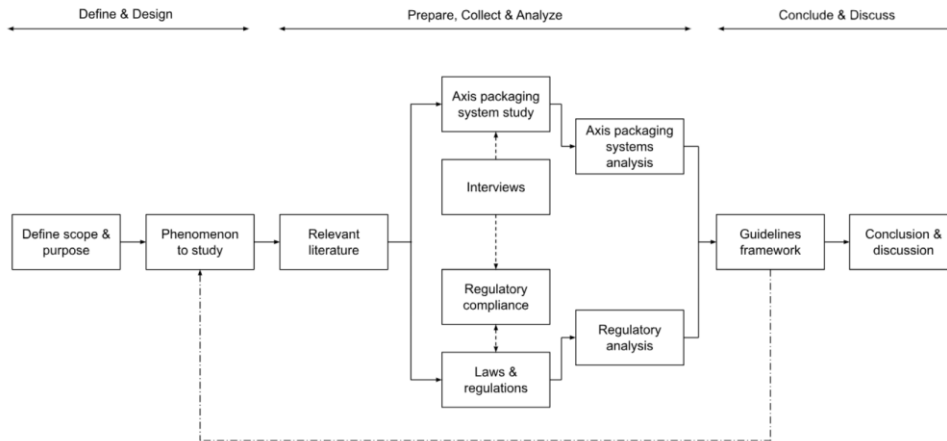 Define & Design
Prepare, Collect & Analyze
Conclude & Discuss
Axis packaging
system study
Axis packaging
systems
analysis
Interviews
Define scope &
purpose
Phenomenon
to study
Relevant
literature
Guidelines
framework
Conclusion &
discussion
Regulatory
compliance
Regulatory
analysis
Laws &
regulations